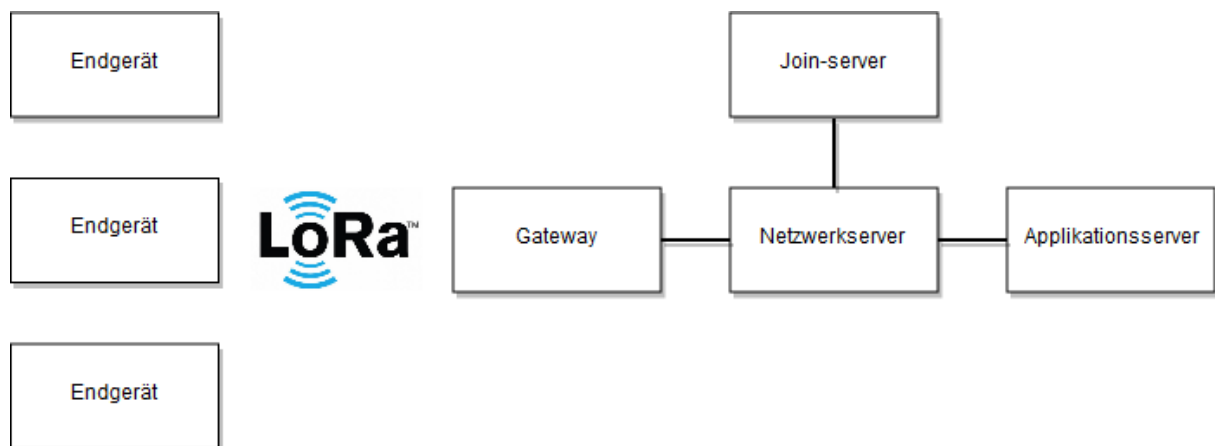 Endgerät
Join-server
Endgerät
LoRa™
Gateway
Netzwerkserver
Applikationsserver
Endgerät